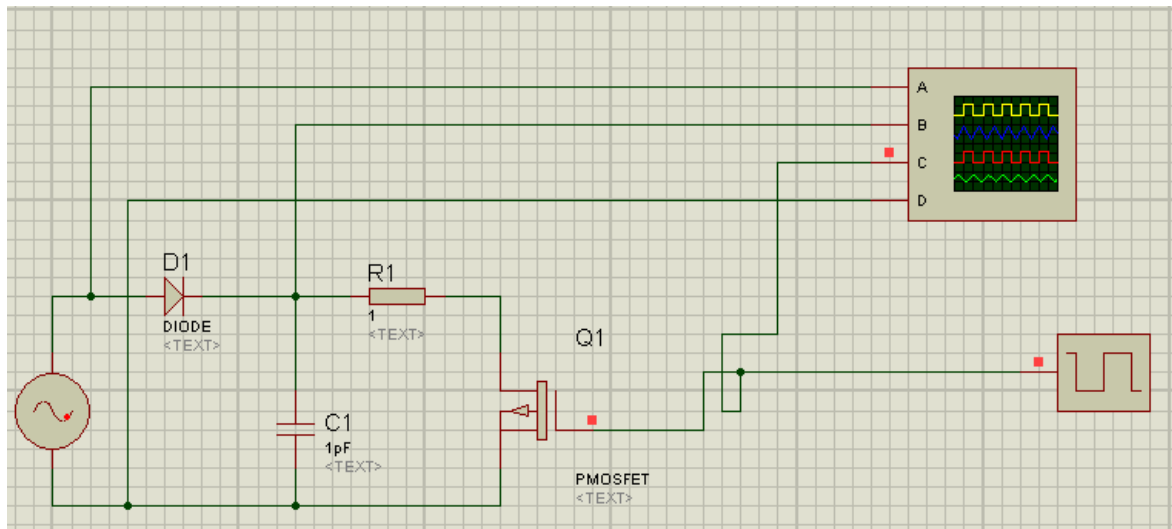 A
B
C
D
D1
DIODE
<TEXT>
R1
1
<TEXT>
Q1
C1
1pF
<TEXT>
PMOSFET
<TEXT>